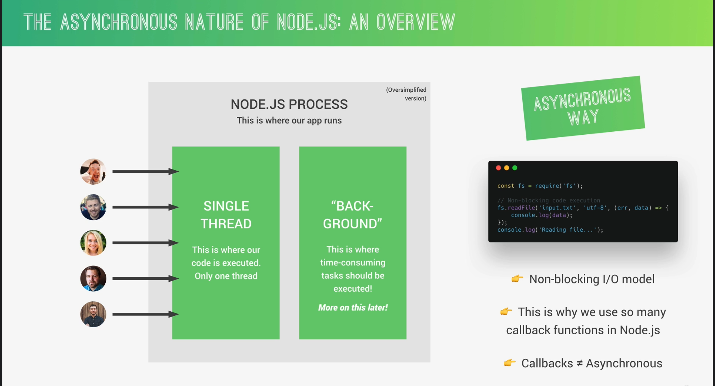 THE ASYNCHRONOUS NATURE OF NODE.JS: AN OVERVIEW
(Oversimplified
version)
NODE.JS PROCESS
This is where our app runs
SINGLE
THREAD
This is where our
code is executed.
Only one thread
“BACK-
GROUND”
This is where
time-consuming
tasks should be
executed!
More on this later!
ASYNCHRONOUS
WAY
const fs = require('fs');
// Non-blocking code execution
fs.readFile('input.txt', 'utf-8', (err, data) => {
console.log(data);
});
console.log('Reading file...');
👉 Non-blocking I/O model
👉 This is why we use so many
callback functions in Node.js
👉 Callbacks ≠ Asynchronous